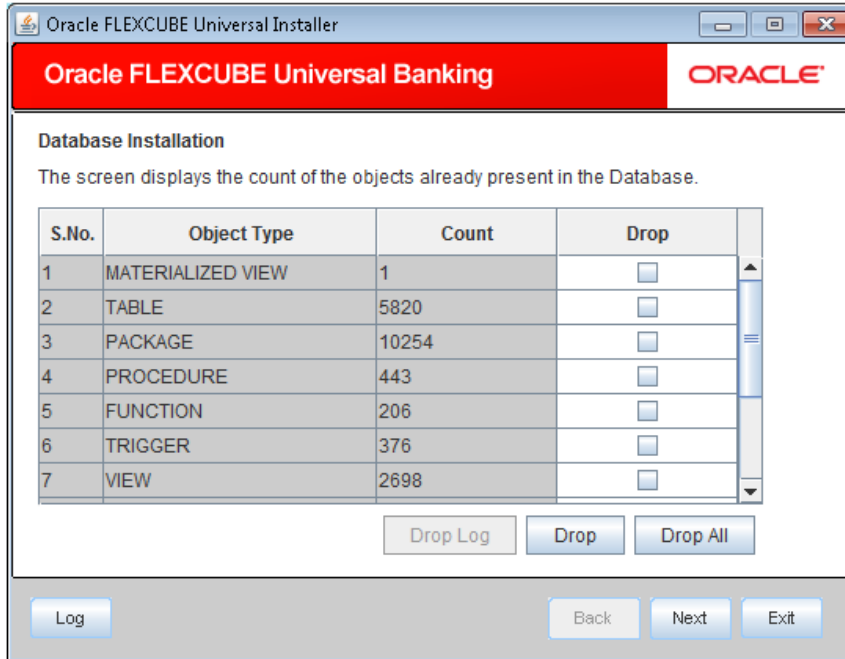 Oracle FLEXCUBE Universal Installer
Oracle FLEXCUBE Universal Banking
ORACLE®
Database Installation
The screen displays the count of the objects already present in the Database.
S.No. Object Type Count Drop
1 MATERIALIZED VIEW 1
2 TABLE 5820
3 PACKAGE 10254
4 PROCEDURE 443
5 FUNCTION 206
6 TRIGGER 376
7 VIEW 2698
Drop Log Drop Drop All
Log Back Next Exit